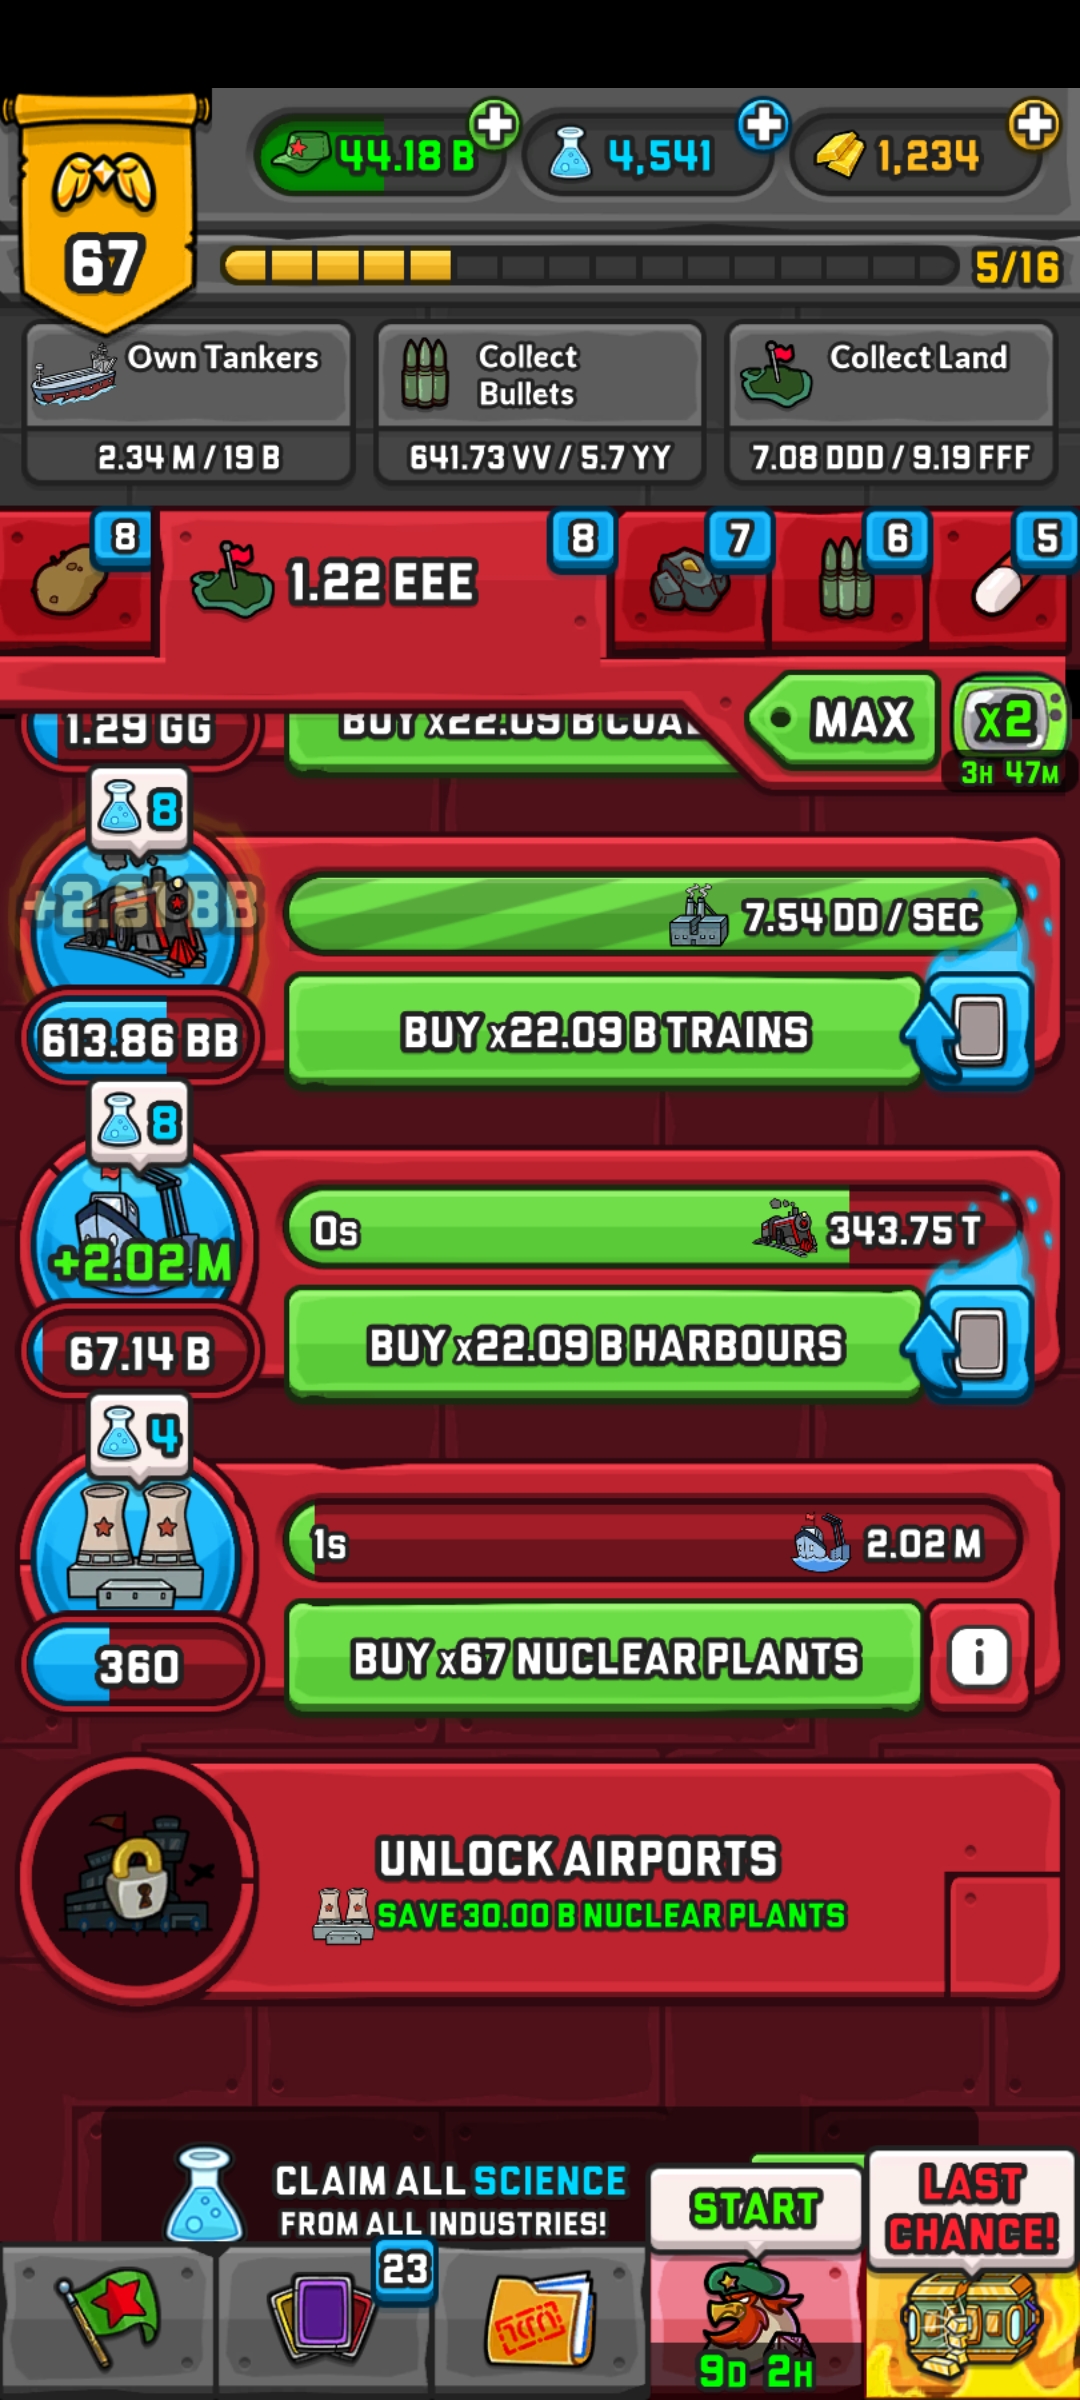 67
44.18 B
4,541
1,234
5/16
Own Tankers
2.34 M / 19 B
Collect
Bullets
641.73 VV / 5.7 YY
Collect Land
7.08 DDD / 9.19 FFF
8
1.22 EEE
8
7
6
5
1.29 GG
BUY x22.09 B COAL
MAX
x2
3H 47M
8
7.54 DD / SEC
613.86 BB
BUY x22.09 B TRAINS
8
+2.02 M
0s
343.75 T
67.14 B
BUY x22.09 B HARBOURS
4
1s
2.02 M
360
BUY x67 NUCLEAR PLANTS
i
UNLOCK AIRPORTS
SAVE 30.00 B NUCLEAR PLANTS
CLAIM ALL SCIENCE
FROM ALL INDUSTRIES!
START
LAST
CHANCE!
23
9D 2H